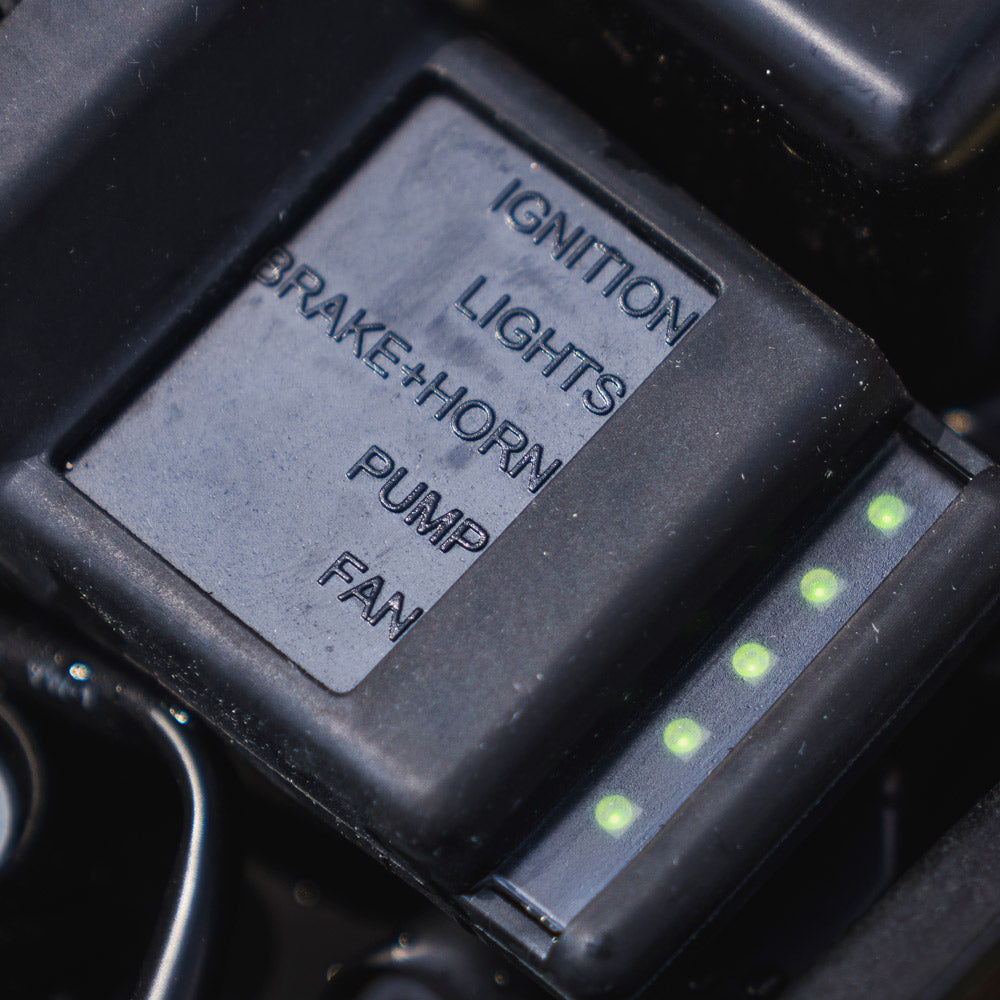 IGNITION
LIGHTS
BRAKE+HORN
PUMP
FAN